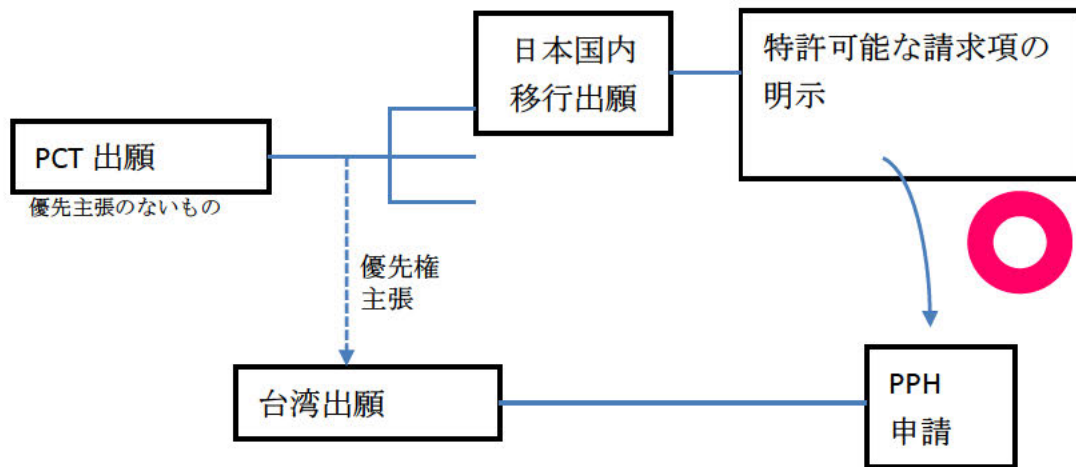 日本国内
移行出願
特許可能な請求項の
明示
PCT 出願
優先主張のないもの
優先権
主張
台湾出願
PPH
申請